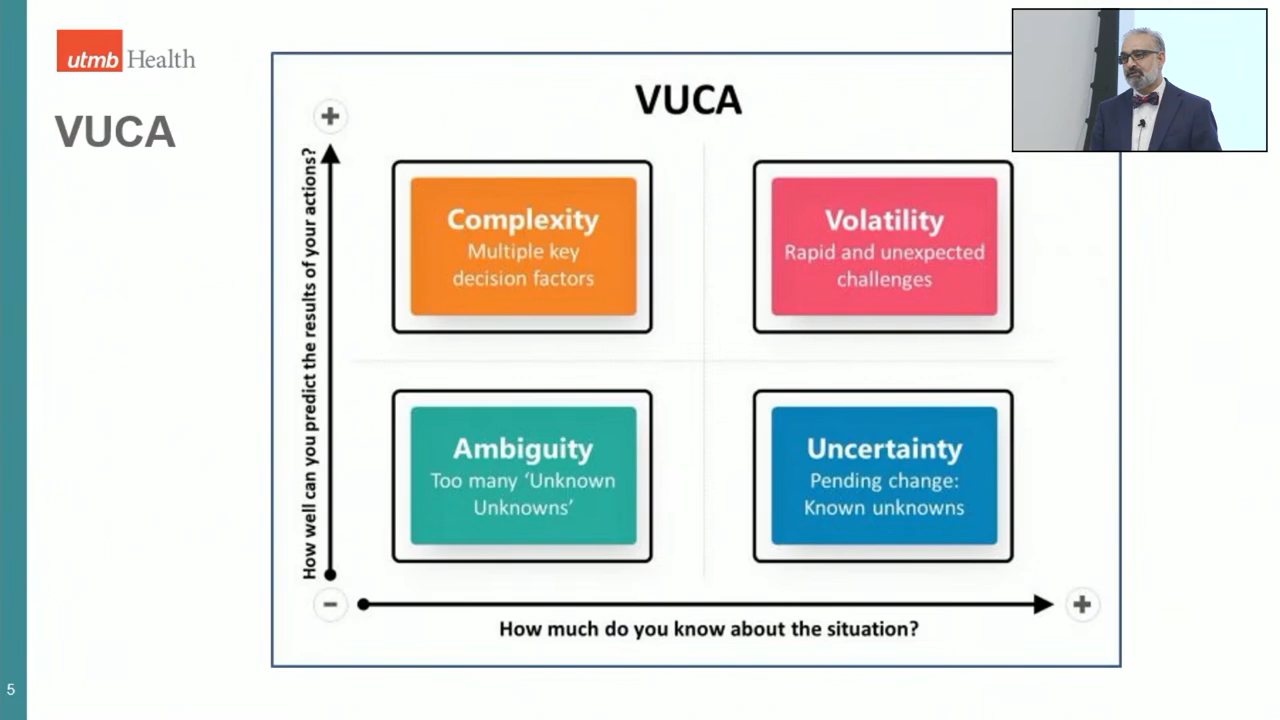 utmb Health
VUCA
VUCA
How well can you predict the results of your actions?
Complexity
Multiple key
decision factors
Volatility
Rapid and unexpected
challenges
Ambiguity
Too many ‘Unknown
Unknowns’
Uncertainty
Pending change:
Known unknowns
How much do you know about the situation?
5